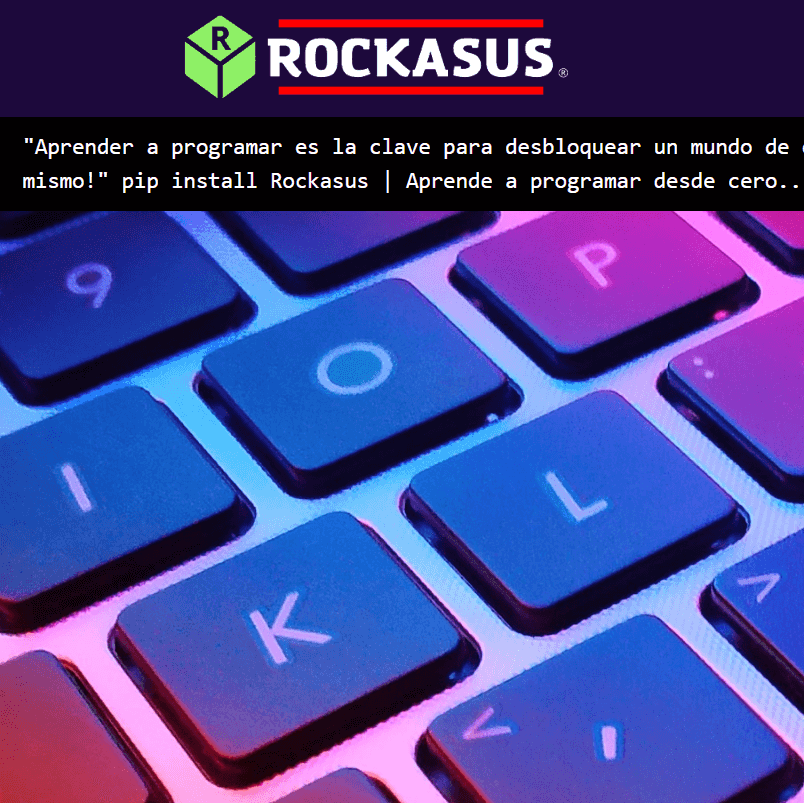 R
ROCKASUS®
"Aprender a programar es la clave para desbloquear un mundo de
mismo!" pip install Rockasus | Aprende a programar desde cero..
9
P
O
I
L
K